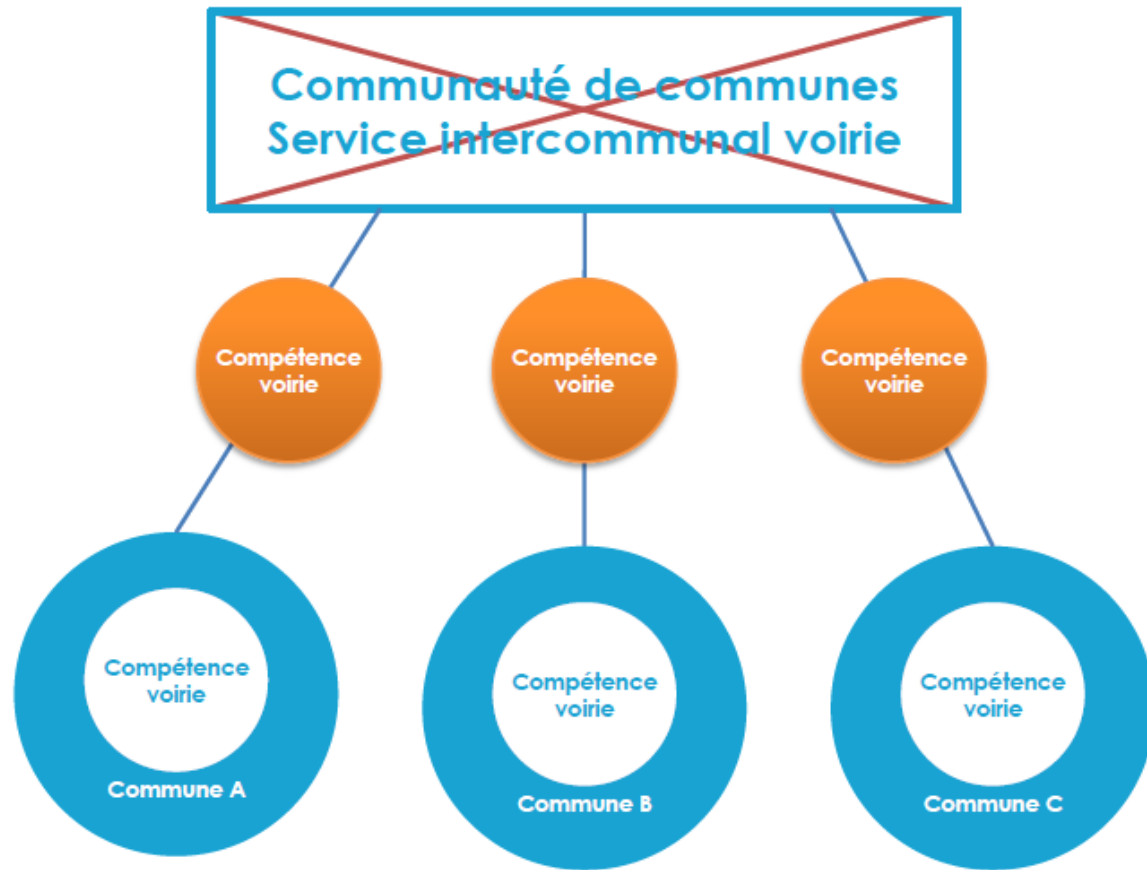 Communauté de communes
Service intercommunal voirie
Compétence
voirie
Compétence
voirie
Compétence
voirie
Compétence
voirie
Commune A
Compétence
voirie
Commune B
Compétence
voirie
Commune C